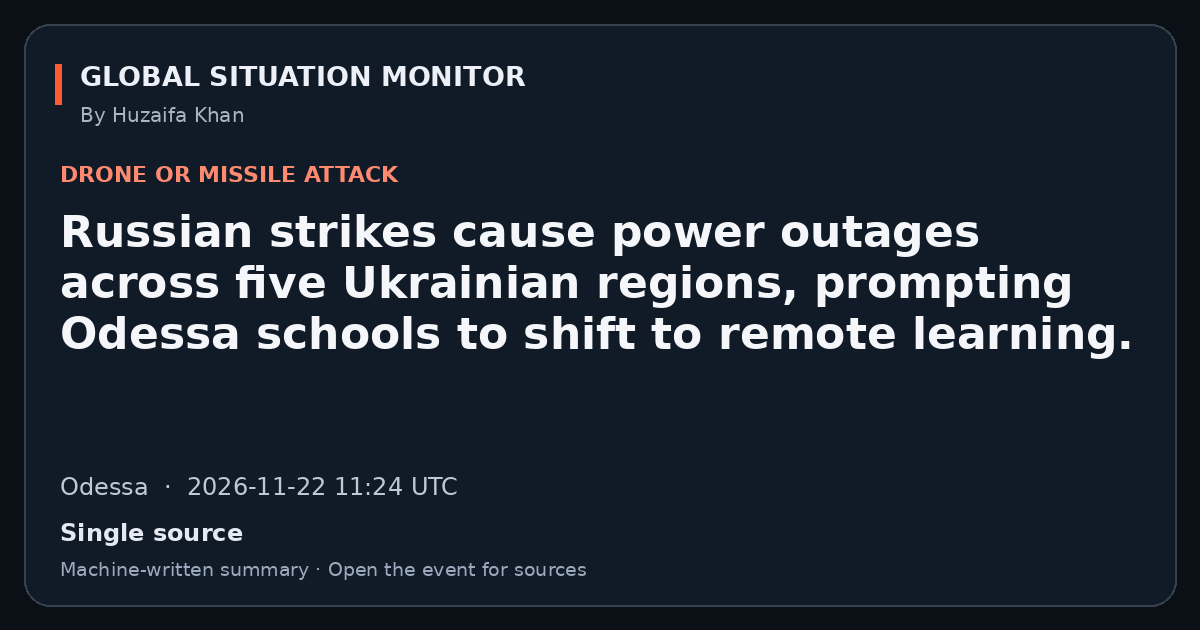 GLOBAL SITUATION MONITOR
By Huzaifa Khan
DRONE OR MISSILE ATTACK
Russian strikes cause power outages
across five Ukrainian regions, prompting
Odessa schools to shift to remote learning.
Odessa · 2026-11-22 11:24 UTC
Single source
Machine-written summary · Open the event for sources